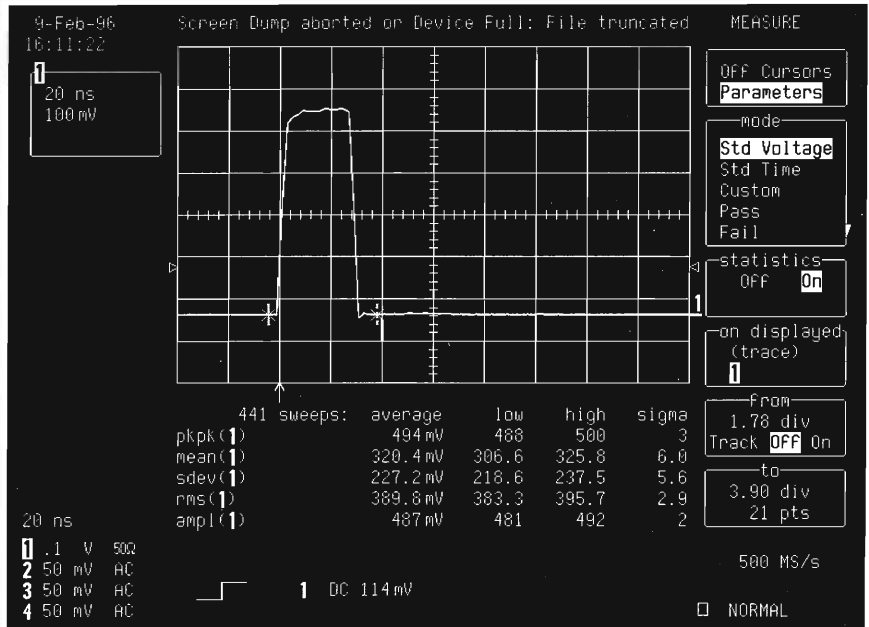 9-Feb-96
16:11:22
Screen Dump aborted or Device Full: File truncated
MEASURE
1
20 ns
100 mV
OFF Cursors
Parameters
mode
Std Voltage
Std Time
Custom
Pass
Fail
statistics
OFF On
1
on displayed
(trace)
1
From
1.78 div
Track OFF On
to
3.90 div
21 pts
441 sweeps: average low high sigma
pkpk(1) 494 mV 488 500 3
mean(1) 320.4 mV 306.6 325.8 6.0
sdev(1) 227.2 mV 218.6 237.5 5.6
rms(1) 389.8 mV 383.3 395.7 2.9
ampl(1) 487 mV 481 492 2
20 ns
1 .1 V 50Ω
2 50 mV AC
3 50 mV AC
4 50 mV AC
1 DC 114 mV
500 MS/s
NORMAL